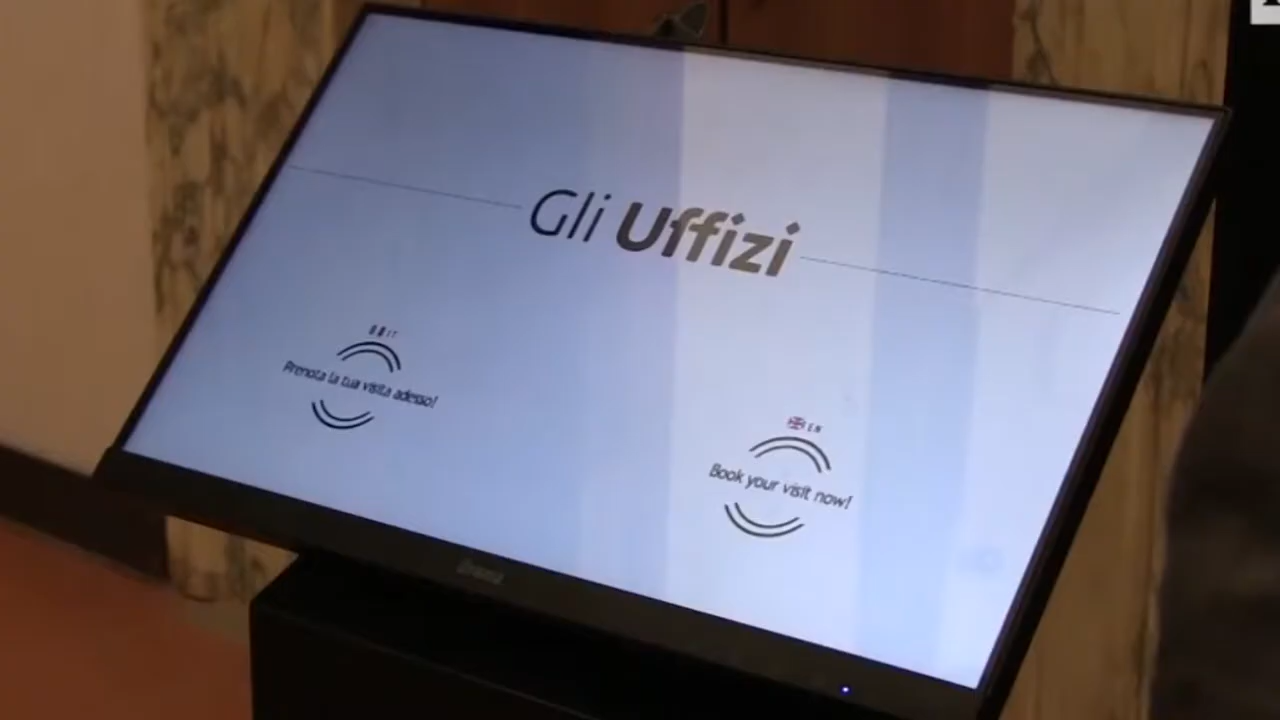 Gli Uffizi
IT
Prenota la tua visita adesso!
EN
Book your visit now!